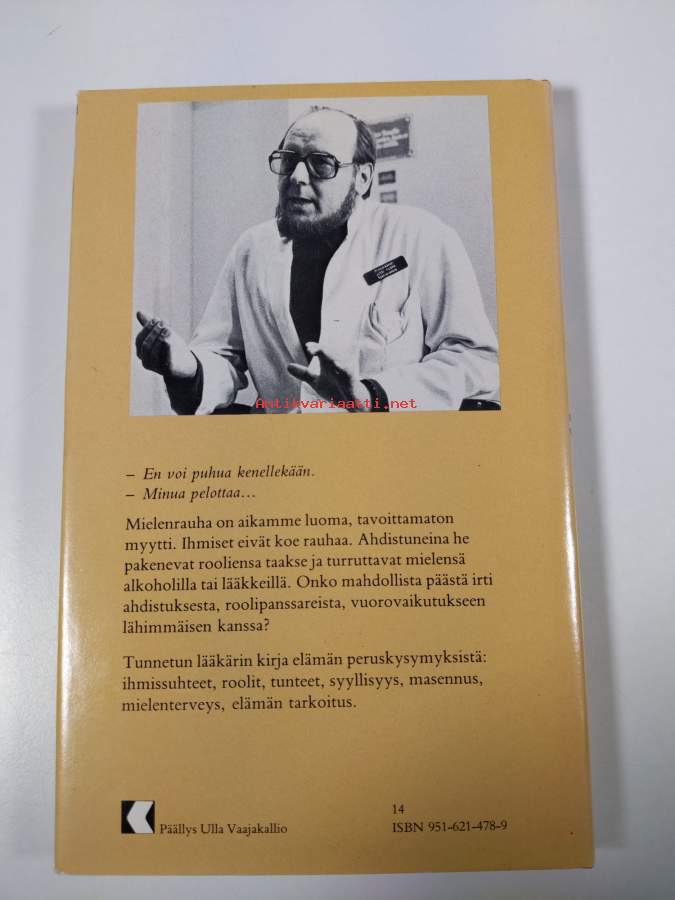 Antikvariaatti.net
– En voi puhua kenellekään.
– Minua pelottaa...
Mielenrauha on aikamme luoma, tavoittamaton
myytti. Ihmiset eivät koe rauhaa. Ahdistuneina he
pakenevat rooliensa taakse ja turruttavat mielensä
alkoholilla tai lääkkeillä. Onko mahdollista päästä irti
ahdistuksesta, roolipanssareista, vuorovaikutukseen
lähimmäisen kanssa?
Tunnetun lääkärin kirja elämän peruskysymyksistä:
ihmissuhteet, roolit, tunteet, syyllisyys, masennus,
mielenterveys, elämän tarkoitus.
Päällys Ulla Vaajakallio
14
ISBN 951-621-478-9